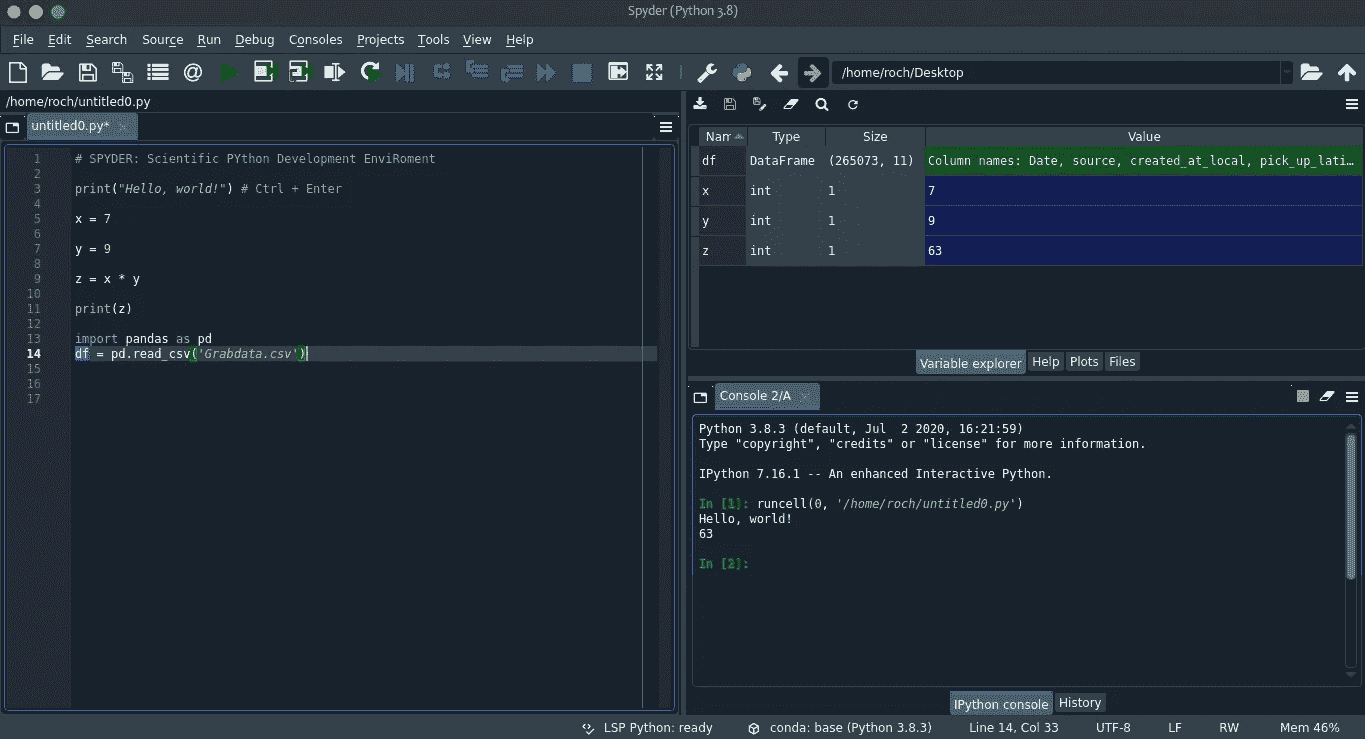 Spyder (Python 3.8)
File Edit Search Source Run Debug Consoles Projects Tools View Help
/home/roch/Desktop
/home/roch/untitled0.py
untitled0.py*
1 # SPYDER: Scientific PYthon Development EnviRoment
2
3 print("Hello, world!") # Ctrl + Enter
4
5 x = 7
6
7 y = 9
8
9 z = x * y
10
11 print(z)
12
13 import pandas as pd
14 df = pd.read_csv('Grabdata.csv')
15
16
17
Nam Type Size Value
df DataFrame (265073, 11) Column names: Date, source, created_at_local, pick_up_lati…
x int 1 7
y int 1 9
z int 1 63
Variable explorer Help Plots Files
Console 2/A
Python 3.8.3 (default, Jul 2 2020, 16:21:59)
Type "copyright", "credits" or "license" for more information.
IPython 7.16.1 -- An enhanced Interactive Python.
In [1]: runcell(0, '/home/roch/untitled0.py')
Hello, world!
63
In [2]:
IPython console History
LSP Python: ready conda: base (Python 3.8.3) Line 14, Col 33 UTF-8 LF RW Mem 46%